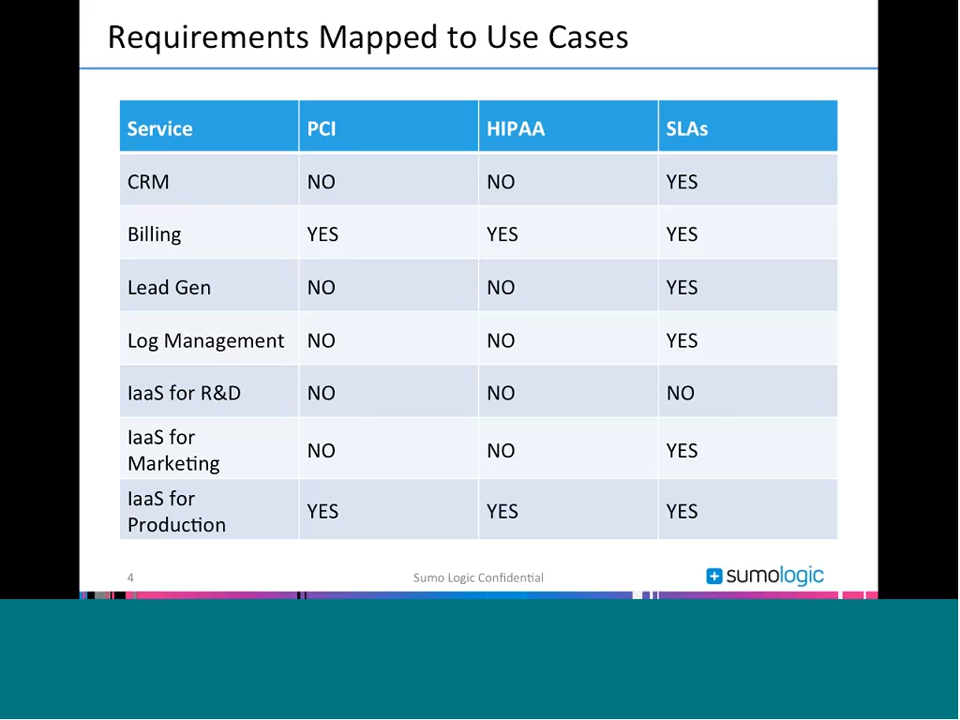 Requirements Mapped to Use Cases
Service PCI HIPAA SLAs
CRM NO NO YES
Billing YES YES YES
Lead Gen NO NO YES
Log Management NO NO YES
IaaS for R&D NO NO NO
IaaS for
Marketing NO NO YES
IaaS for
Production YES YES YES
4 Sumo Logic Confidential sumologic